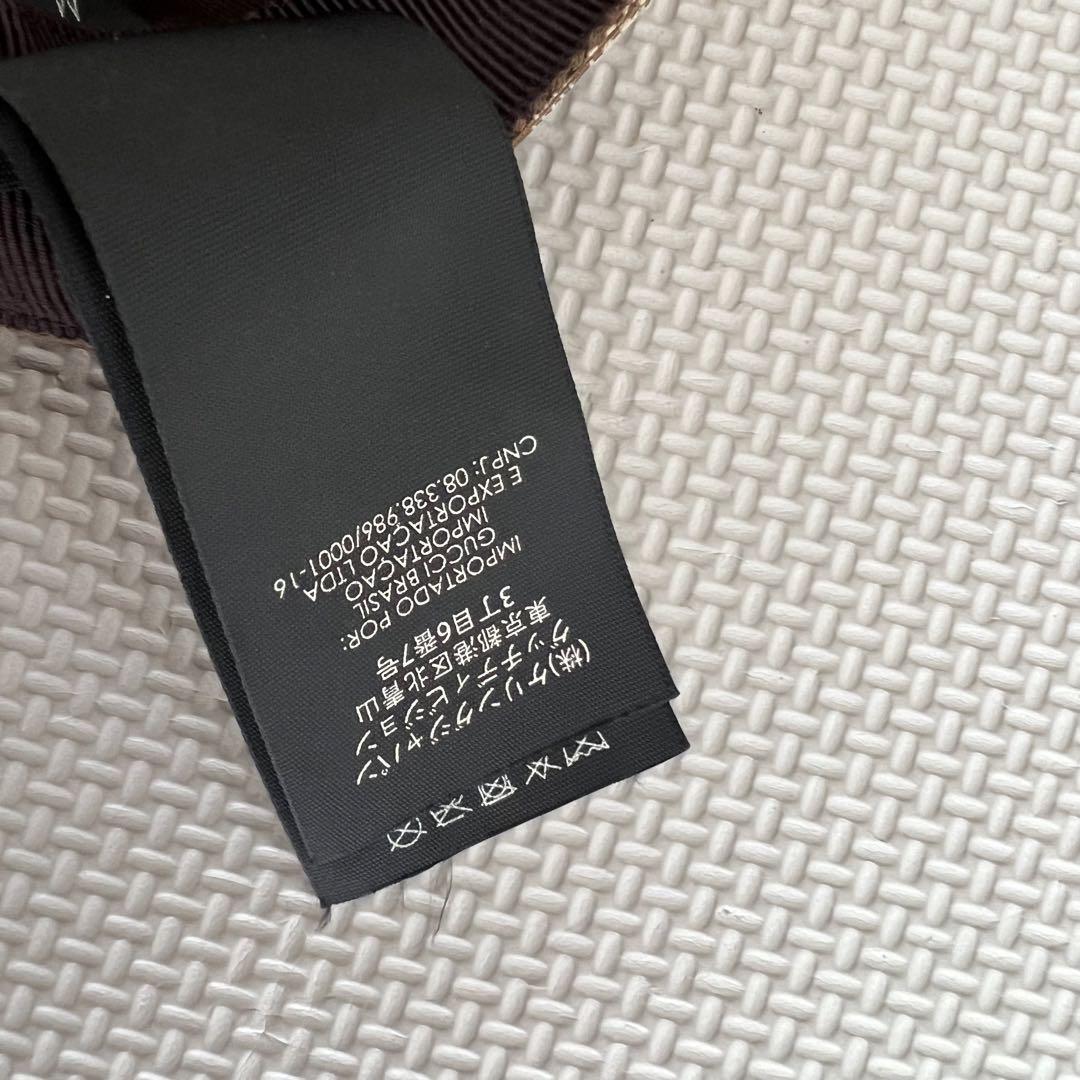 (株)ケリングジャパン
グッチディビジョン
東京都港区北青山
3丁目6番7号
IMPORTADO POR:
GUCCI BRASIL
IMPORTAÇAO
E EXPORTAÇAO LTDA
CNPJ: 08.338.986/0001-16